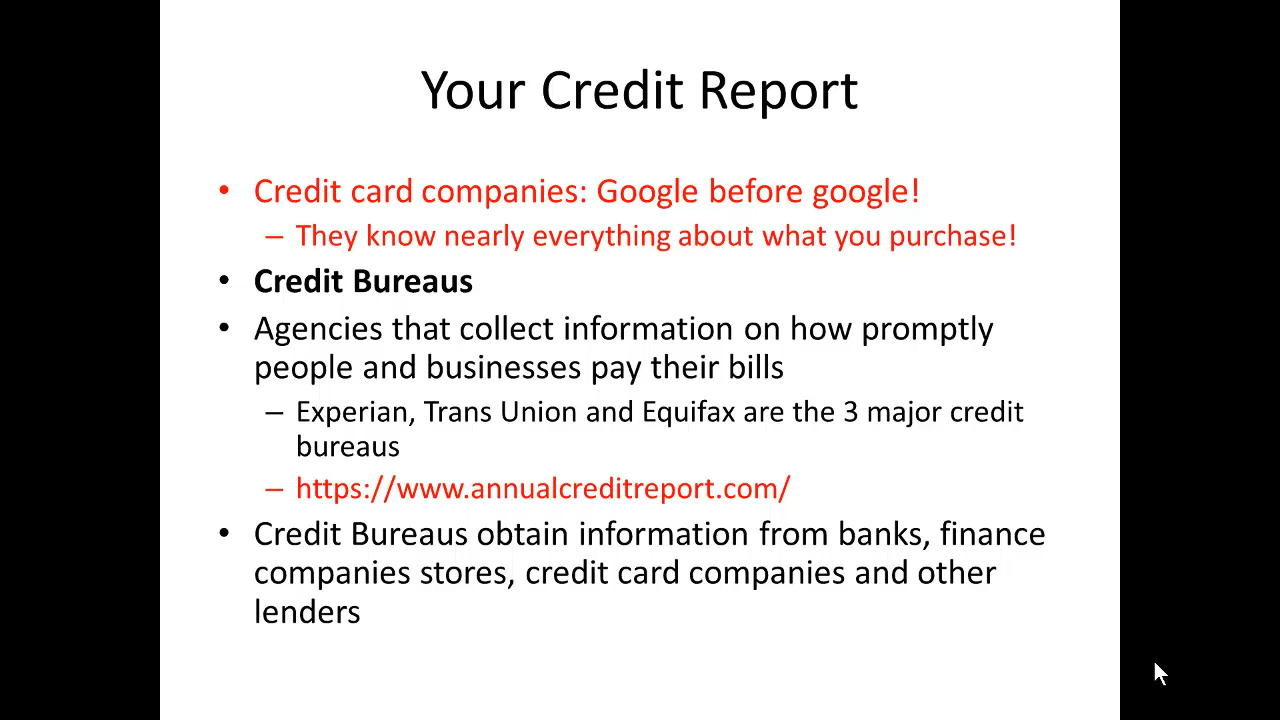 Your Credit Report
• Credit card companies: Google before google!
– They know nearly everything about what you purchase!
• Credit Bureaus
• Agencies that collect information on how promptly
people and businesses pay their bills
– Experian, Trans Union and Equifax are the 3 major credit
bureaus
– https://www.annualcreditreport.com/
• Credit Bureaus obtain information from banks, finance
companies stores, credit card companies and other
lenders